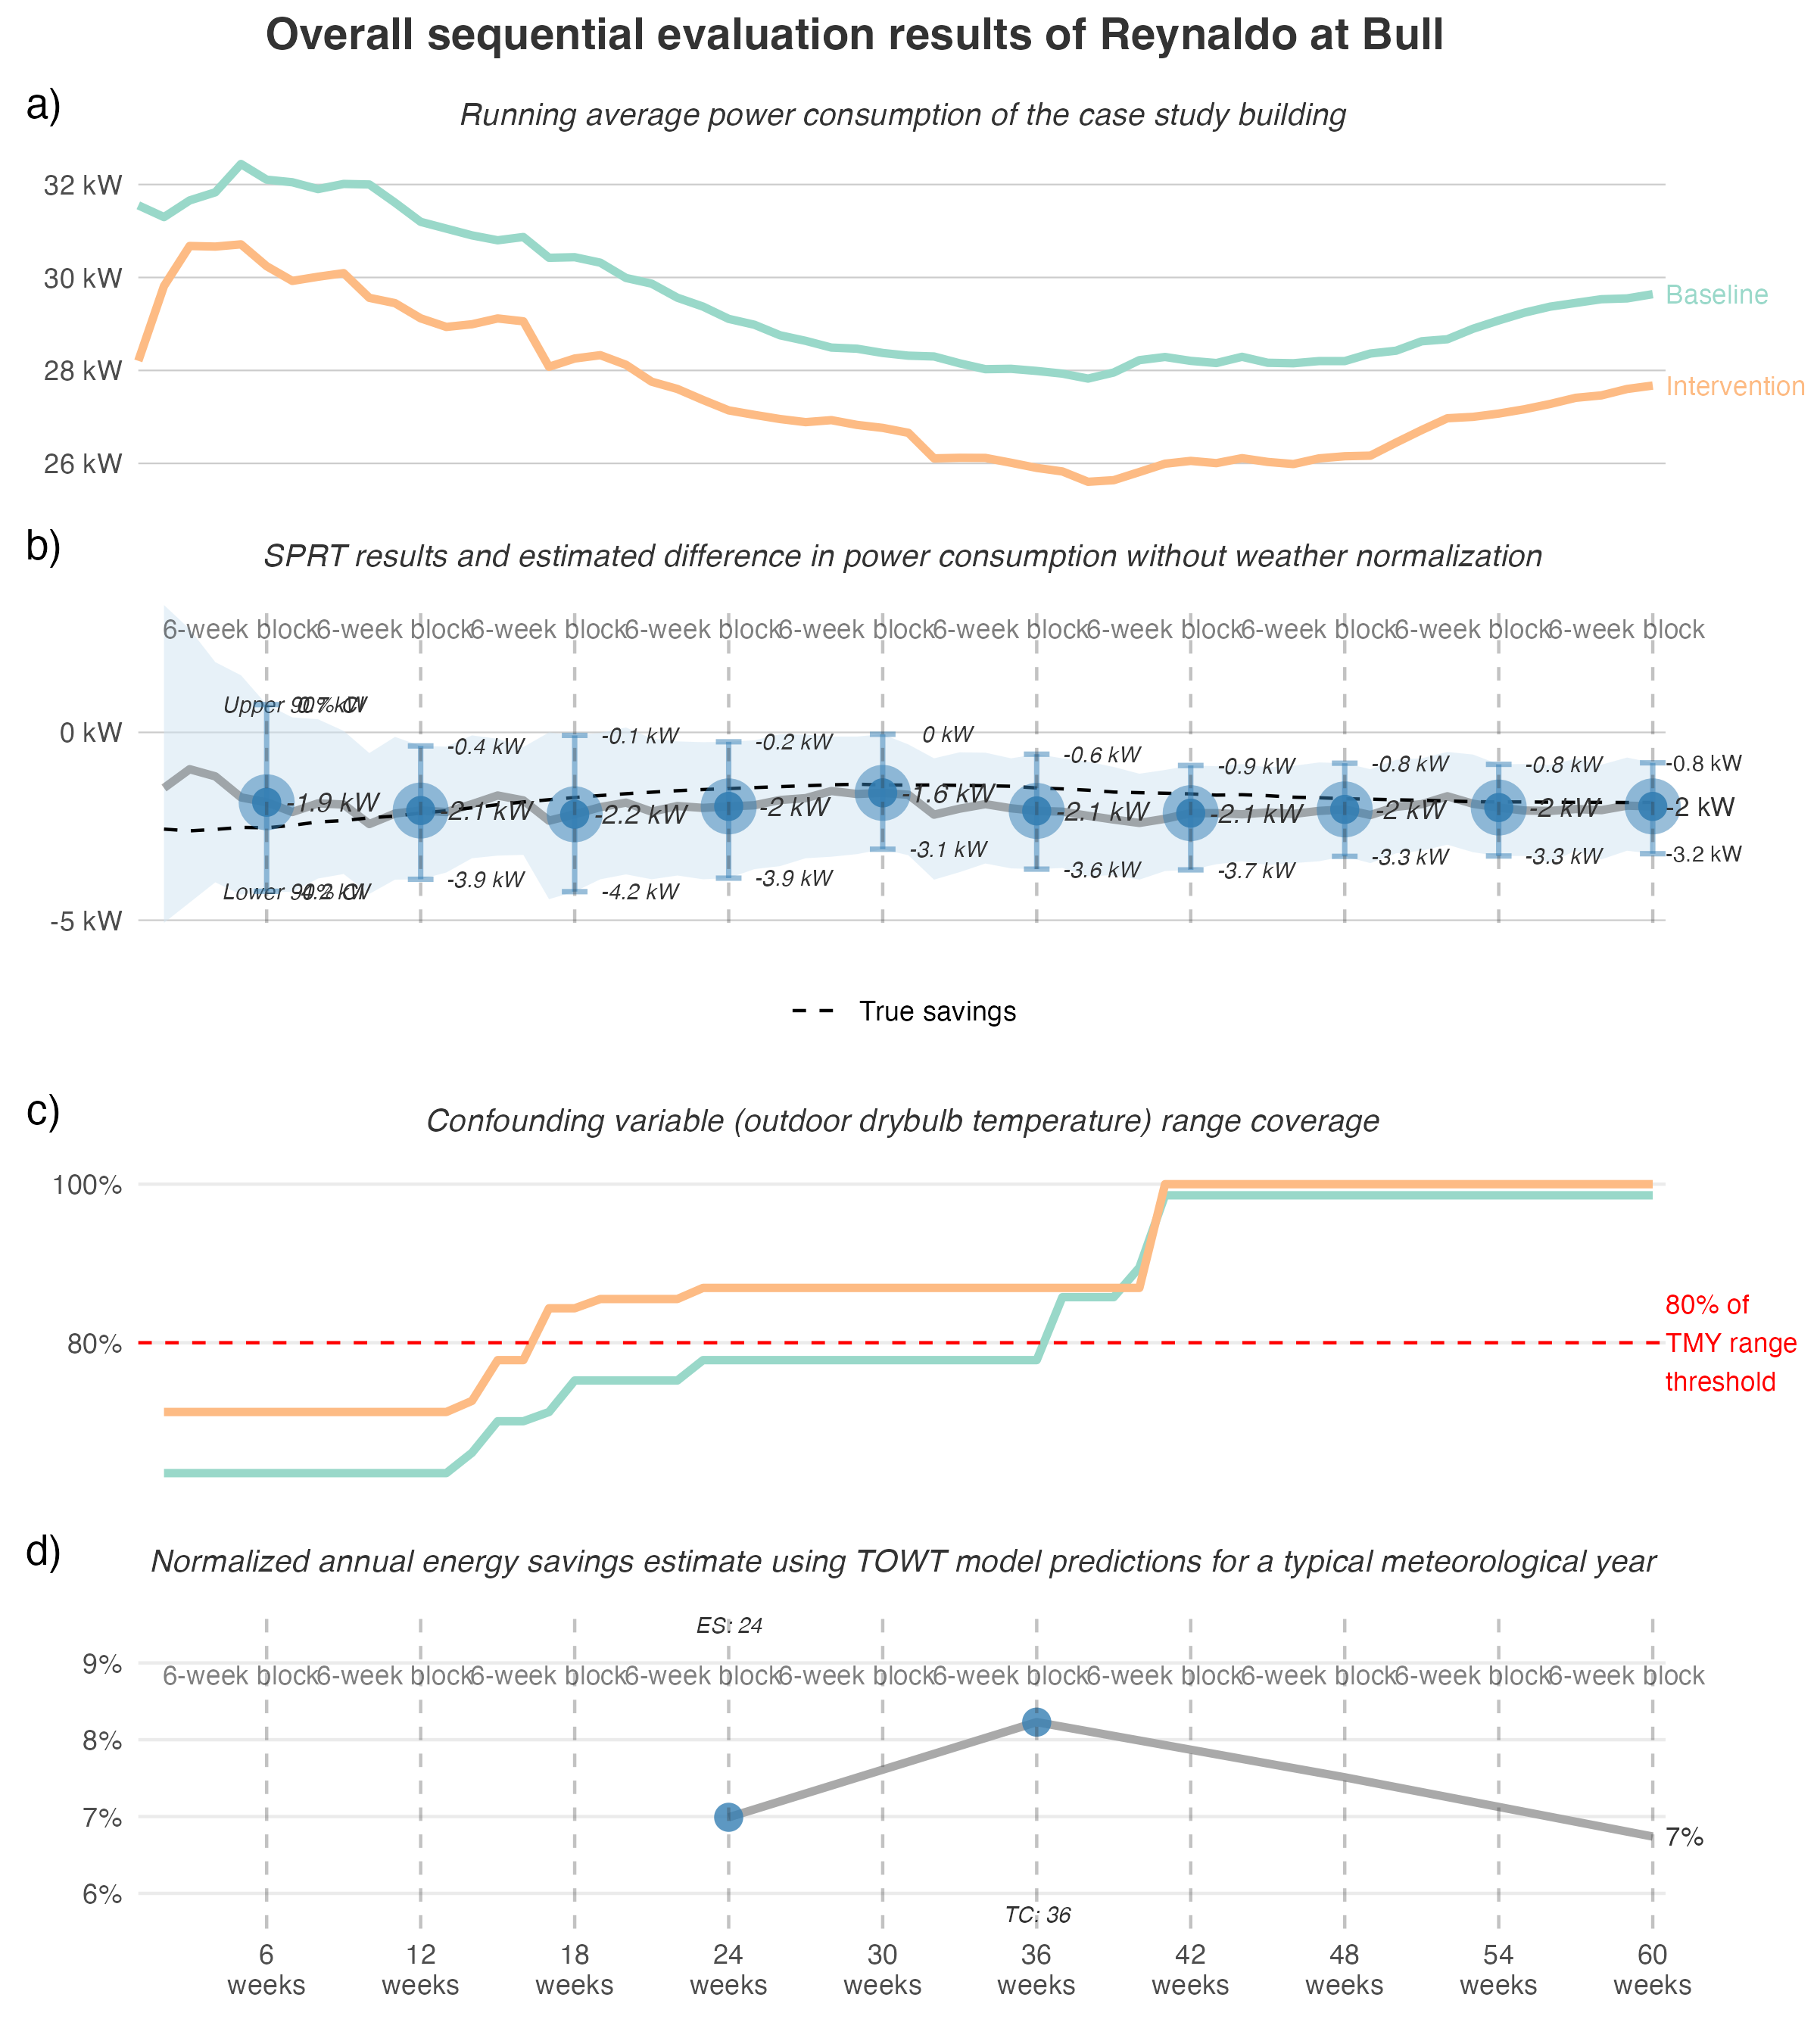 Overall sequential evaluation results of Reynaldo at Bull
a)
Running average power consumption of the case study building
32 kW
30 kW
28 kW
26 kW
Baseline
Intervention
b)
SPRT results and estimated difference in power consumption without weather normalization
6-week block 6-week block 6-week block 6-week block 6-week block 6-week block 6-week block 6-week block 6-week block 6-week block
Upper 90% CI 0.7 kW -0.4 kW -0.1 kW -0.2 kW 0 kW -0.6 kW -0.9 kW -0.8 kW -0.8 kW -0.8 kW
0 kW
-1.9 kW -2.1 kW -2.2 kW -2 kW -1.6 kW -2.1 kW -2.1 kW -2 kW -2 kW -2 kW
Lower 90% CI -4.2 kW -3.9 kW -4.2 kW -3.9 kW -3.1 kW -3.6 kW -3.7 kW -3.3 kW -3.3 kW -3.2 kW
-5 kW
True savings
c)
Confounding variable (outdoor drybulb temperature) range coverage
100%
80%
80% of
TMY range
threshold
d)
Normalized annual energy savings estimate using TOWT model predictions for a typical meteorological year
ES: 24
9%
6-week block 6-week block 6-week block 6-week block 6-week block 6-week block 6-week block 6-week block 6-week block 6-week block
8%
7%
7%
6%
TC: 36
6 12 18 24 30 36 42 48 54 60
weeks weeks weeks weeks weeks weeks weeks weeks weeks weeks